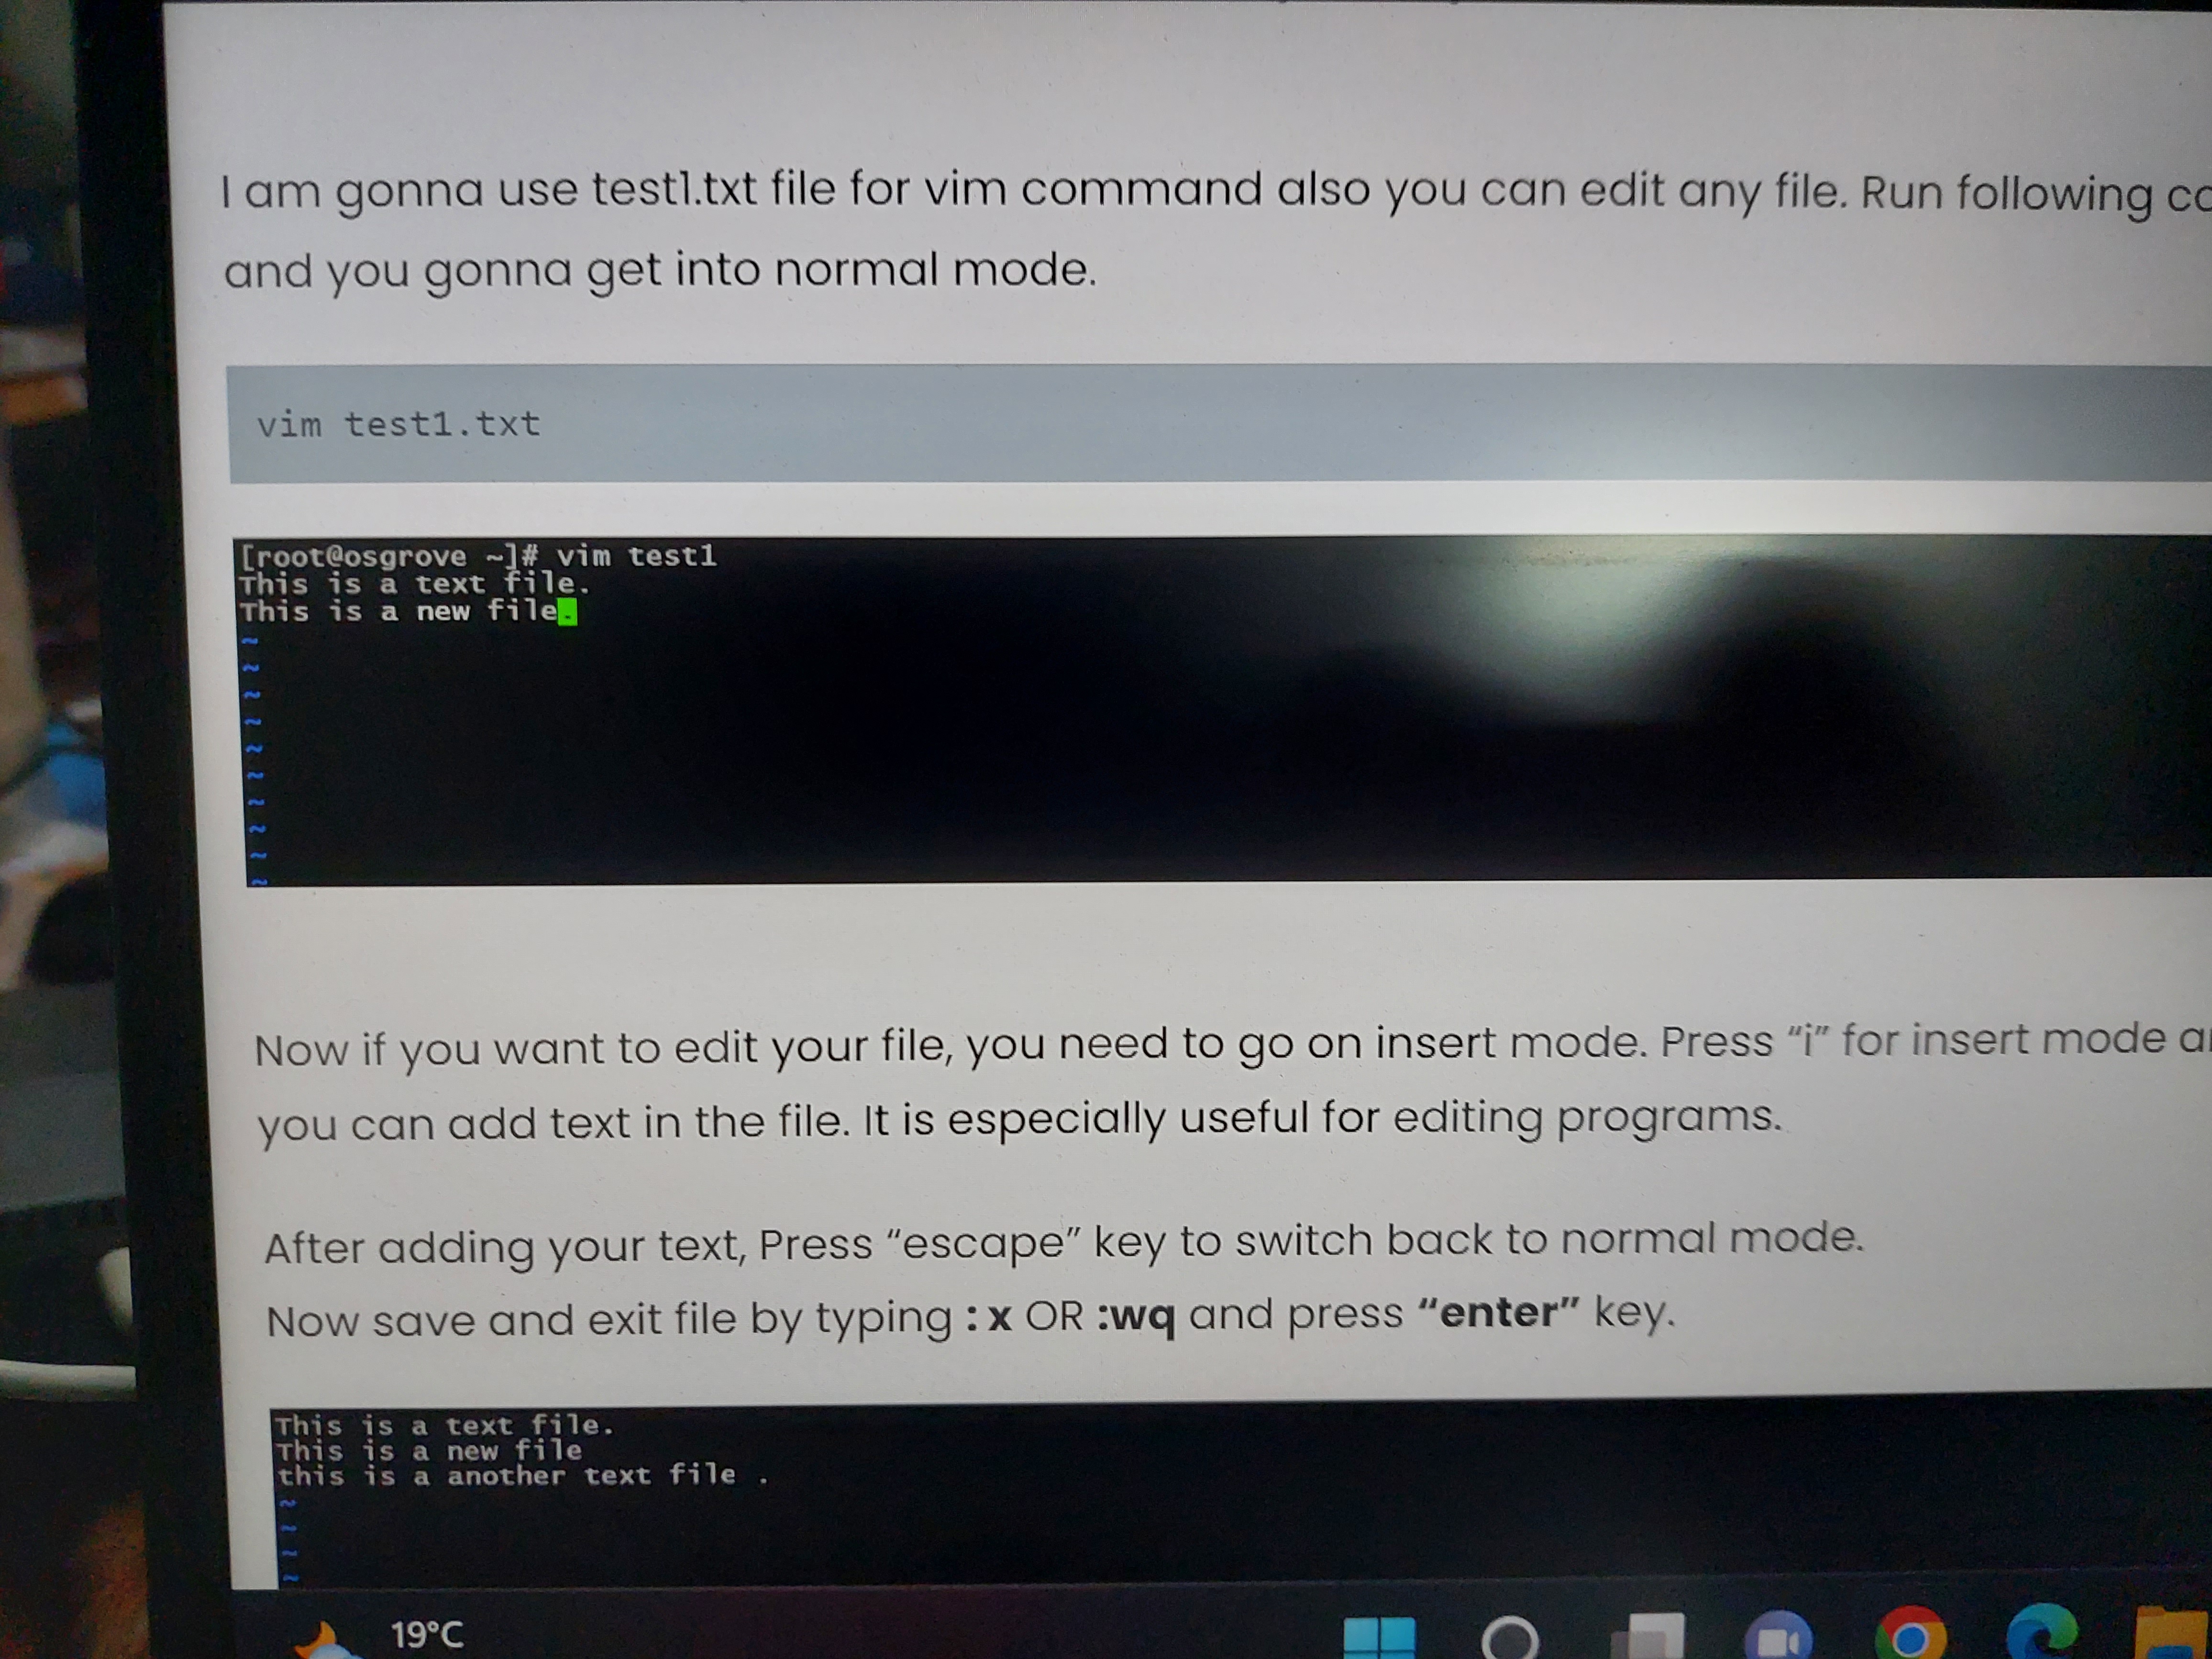 I am gonna use test1.txt file for vim command also you can edit any file. Run following
and you gonna get into normal mode.
vim test1.txt
[root@osgrove ~]# vim test1
This is a text file.
This is a new file.
~
~
~
~
~
~
~
~
~
~
Now if you want to edit your file, you need to go on insert mode. Press “i” for insert mode
you can add text in the file. It is especially useful for editing programs.
After adding your text, Press “escape” key to switch back to normal mode.
Now save and exit file by typing : x OR :wq and press “enter” key.
This is a text file.
This is a new file
this is a another text file .
~
~
~
~
19°C